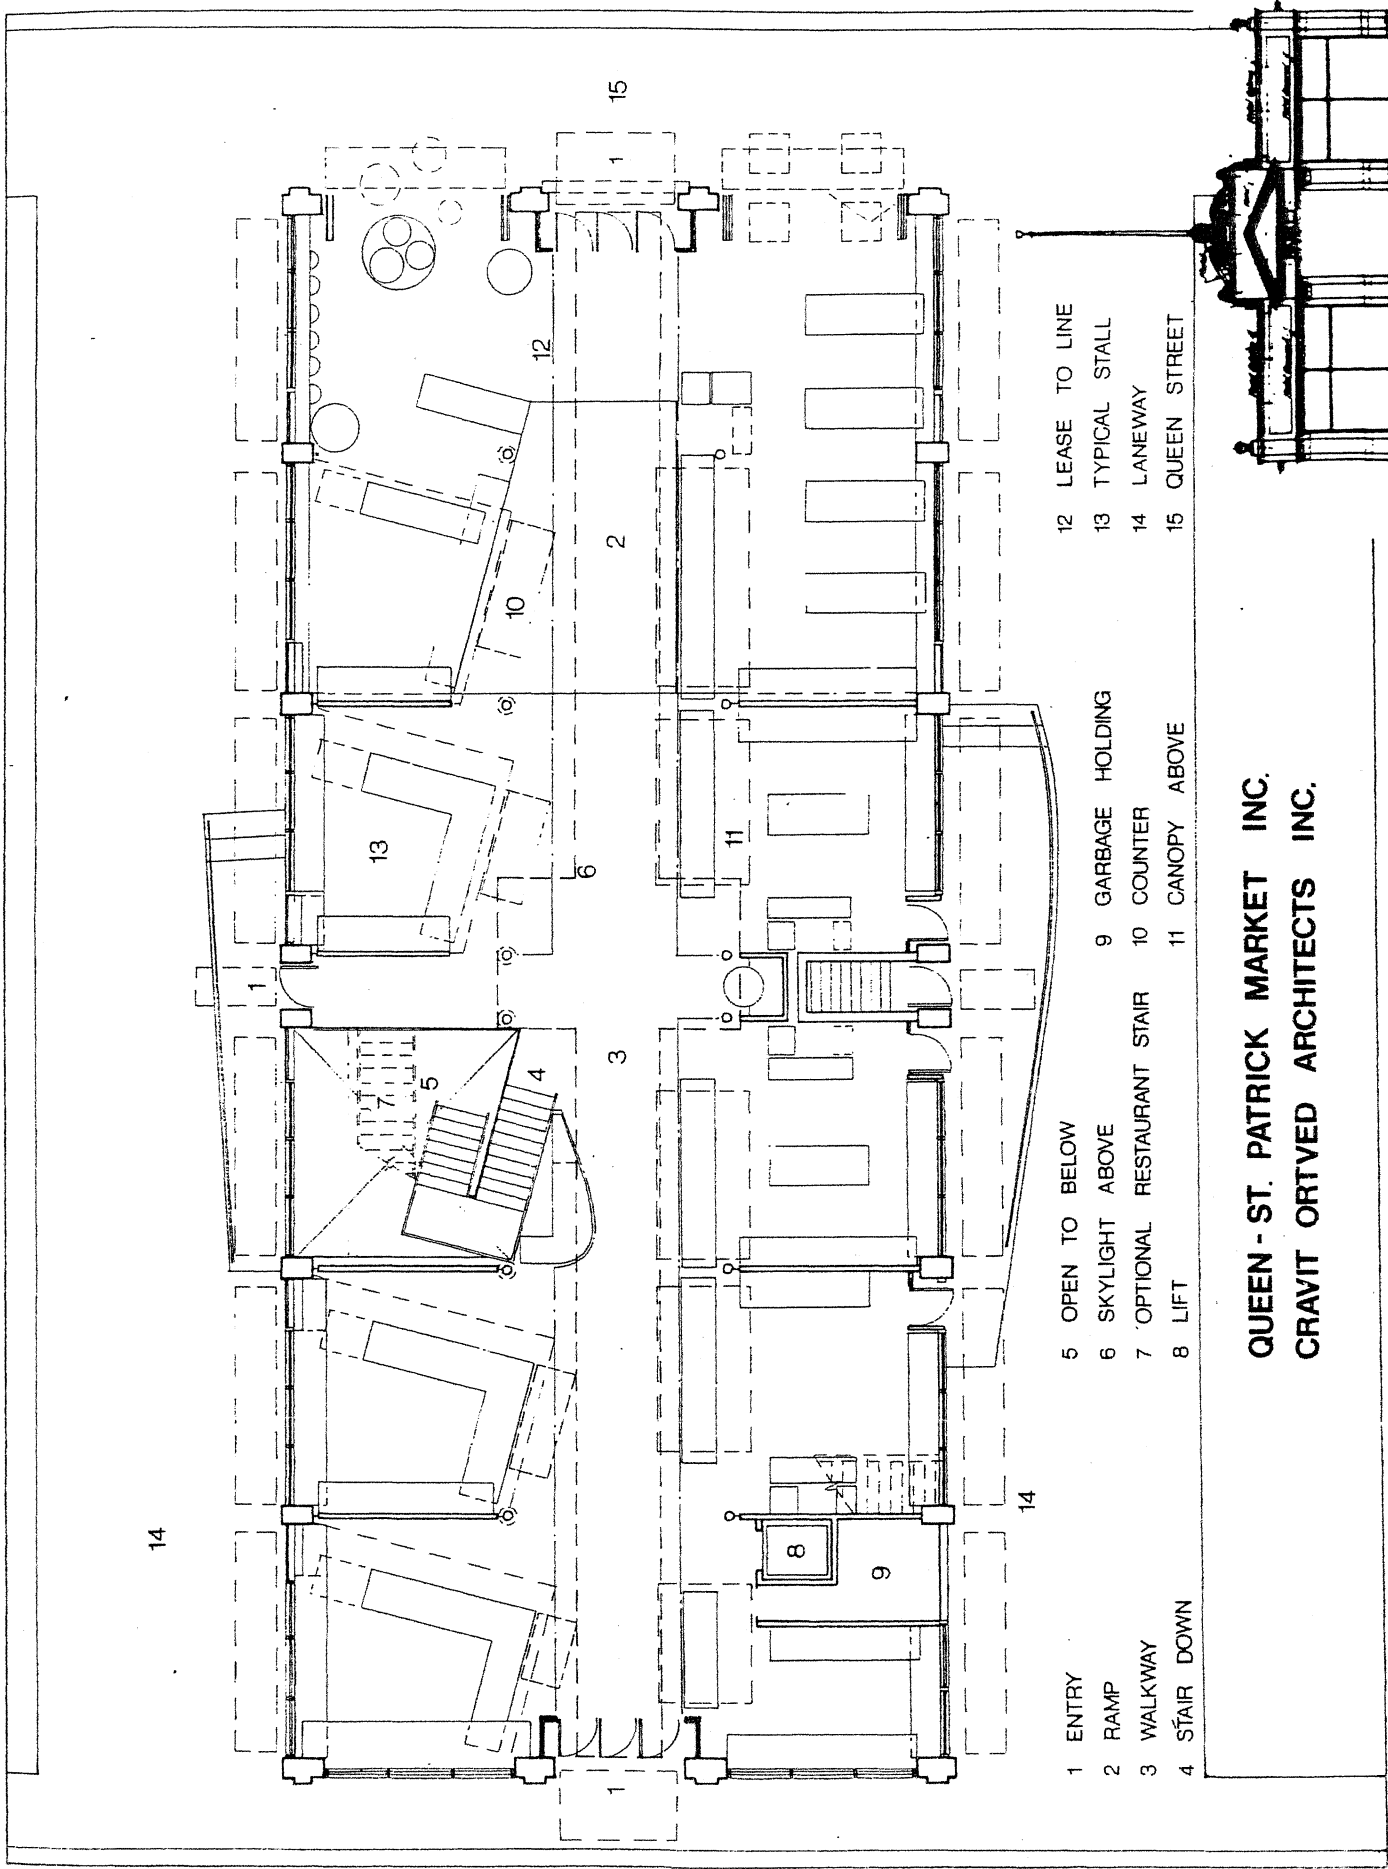 14
1
7
5
4
13
6
3
10
12
2
1
15
1
11
8
9
14
1 ENTRY
2 RAMP
3 WALKWAY
4 STAIR DOWN
5 OPEN TO BELOW
6 SKYLIGHT ABOVE
7 OPTIONAL RESTAURANT STAIR
8 LIFT
9 GARBAGE HOLDING
10 COUNTER
11 CANOPY ABOVE
12 LEASE TO LINE
13 TYPICAL STALL
14 LANEWAY
15 QUEEN STREET
QUEEN - ST. PATRICK MARKET INC.
CRAVIT ORTVED ARCHITECTS INC.